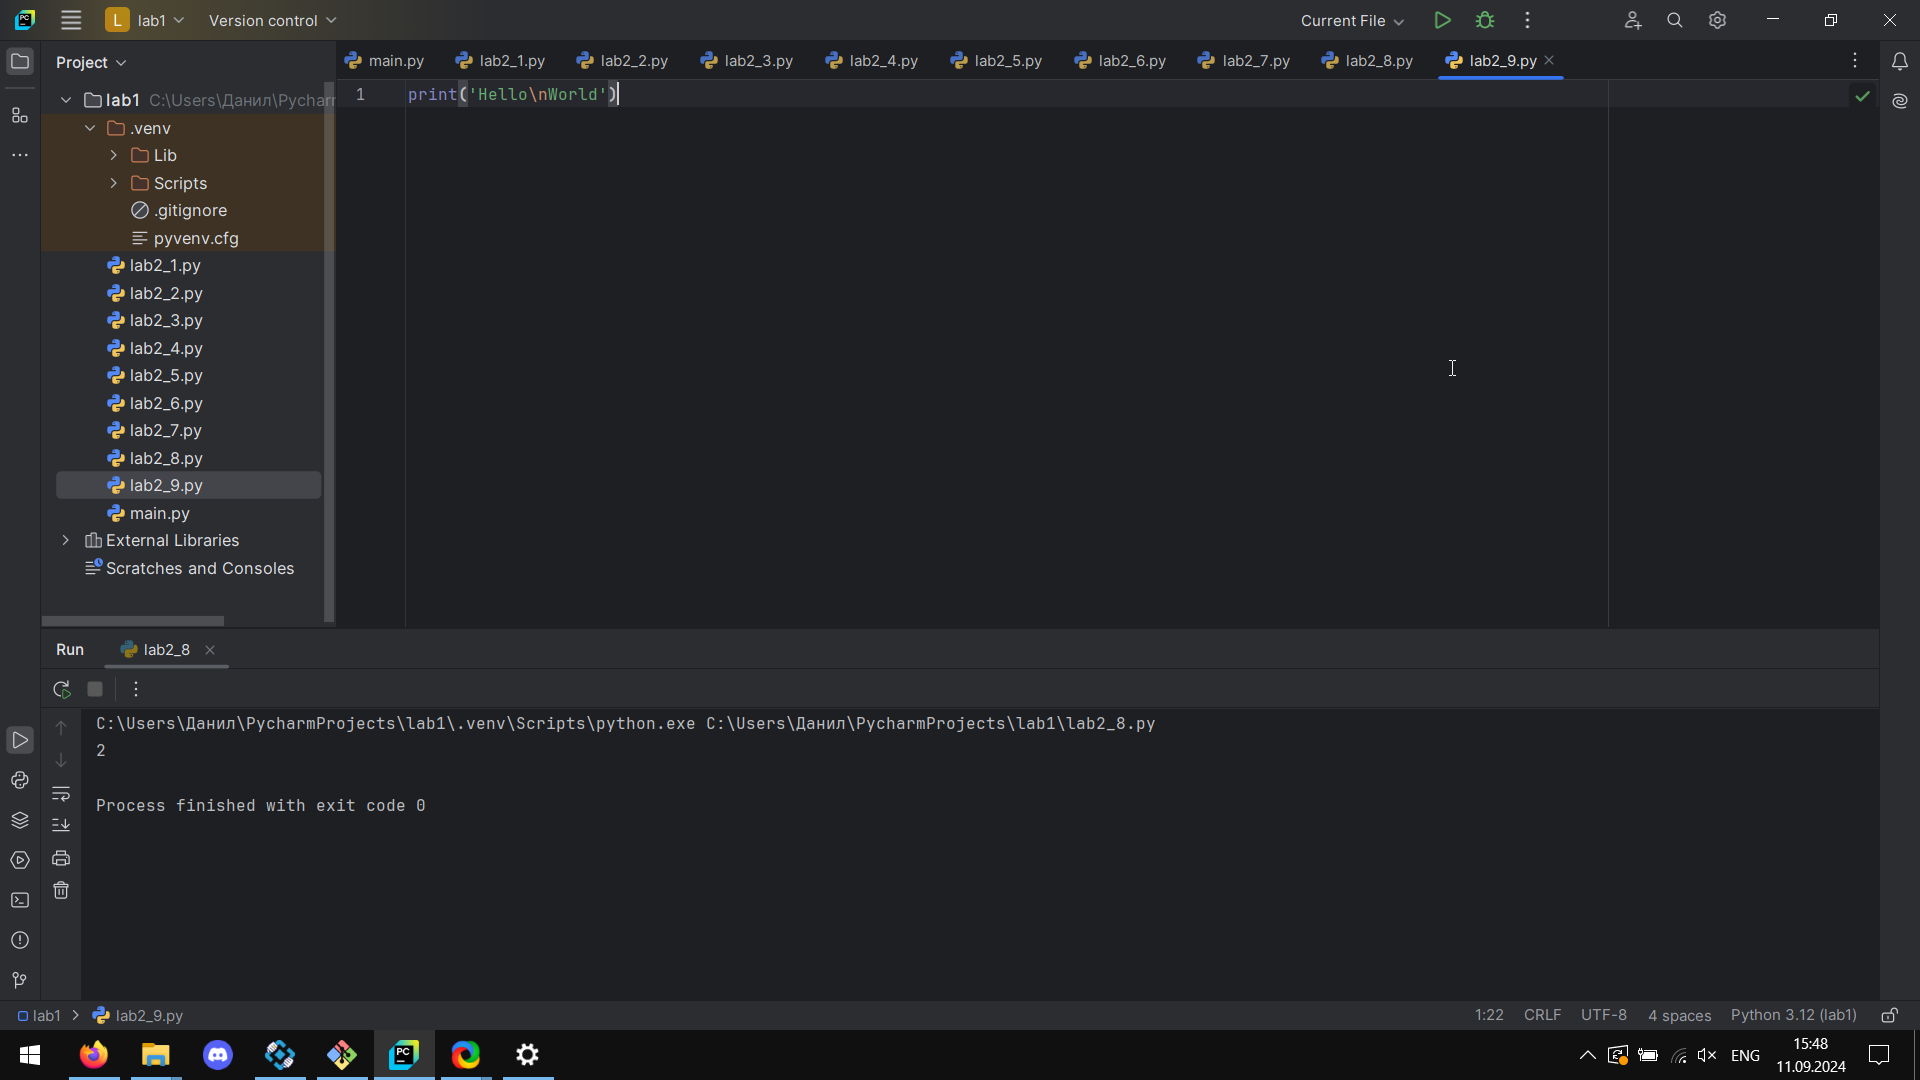 L lab1 Version control Current File
Project
main.py lab2_1.py lab2_2.py lab2_3.py lab2_4.py lab2_5.py lab2_6.py lab2_7.py lab2_8.py lab2_9.py
lab1 C:\Users\Данил\Pychar
1 print('Hello\nWorld')
.venv
Lib
Scripts
.gitignore
pyvenv.cfg
lab2_1.py
lab2_2.py
lab2_3.py
lab2_4.py
lab2_5.py
lab2_6.py
lab2_7.py
lab2_8.py
lab2_9.py
main.py
External Libraries
Scratches and Consoles
Run lab2_8
C:\Users\Данил\PycharmProjects\lab1\.venv\Scripts\python.exe C:\Users\Данил\PycharmProjects\lab1\lab2_8.py
2
Process finished with exit code 0
lab1 lab2_9.py 1:22 CRLF UTF-8 4 spaces Python 3.12 (lab1)
PC ENG 15:48
11.09.2024